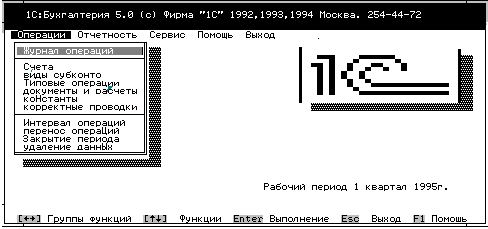 1С:Бухгалтерия 5.0 (с) Фирма "1С" 1992,1993,1994 Москва. 254-44-72
Операции Отчетность Сервис Помощь Выход
Журнал операций
Счета
виды субконто
Типовые операции
документы и расчеты
константы
корректные проводки
Интервал операций
перенос операций
Закрытие периода
удаление данных
1С
Рабочий период 1 квартал 1995г.
[←→] Группы функций [↑↓] Функции Enter Выполнение Esc Выход F1 Помощь